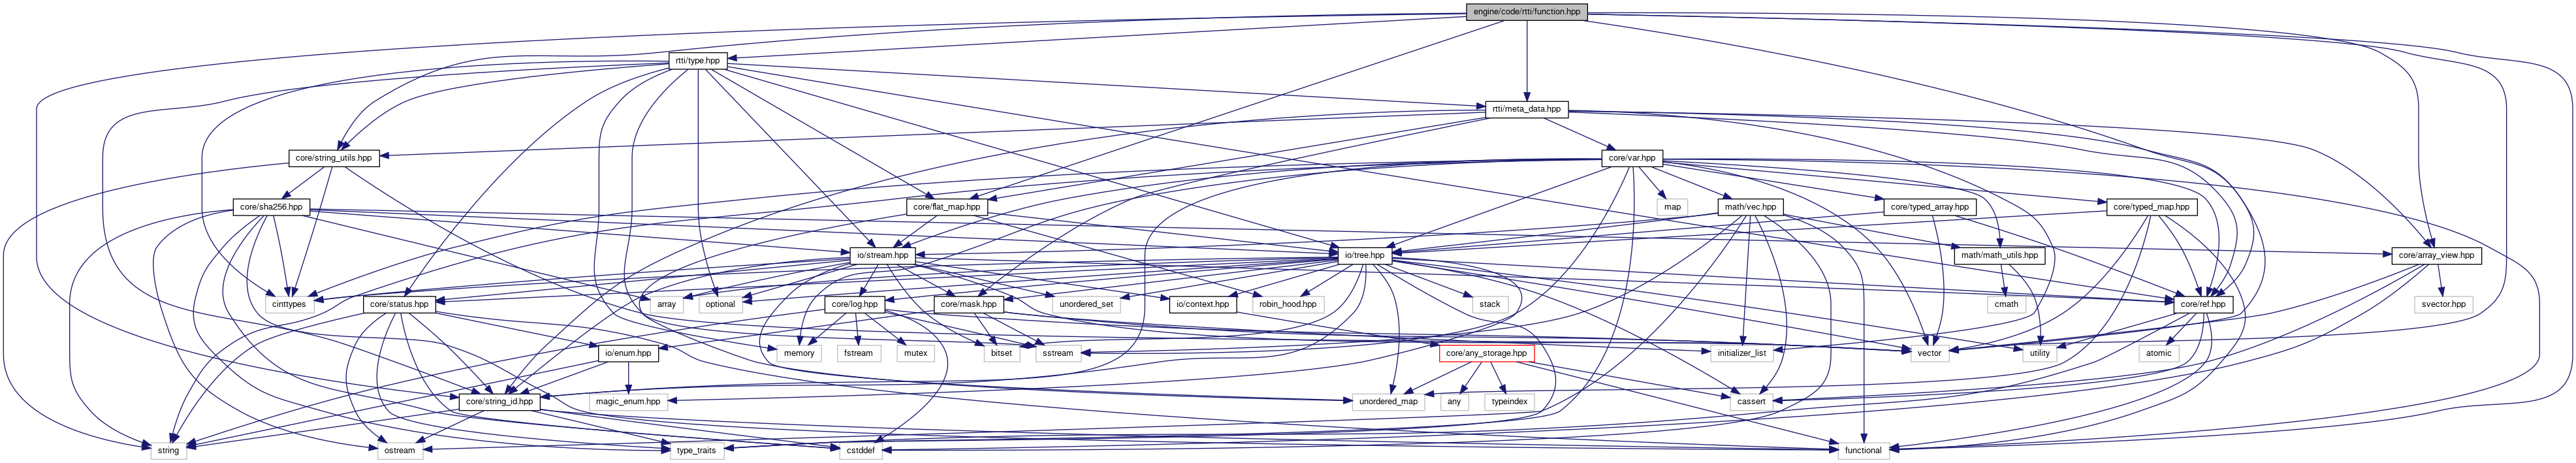 engine/code/rtti/function.hpp
rtti/type.hpp
rtti/meta_data.hpp
core/string_utils.hpp
core/var.hpp
core/sha256.hpp
core/flat_map.hpp
map
math/vec.hpp
core/typed_array.hpp
core/typed_map.hpp
io/stream.hpp
io/tree.hpp
math/math_utils.hpp
core/array_view.hpp
cinttypes
core/status.hpp
array
optional
core/log.hpp
core/mask.hpp
unordered_set
io/context.hpp
robin_hood.hpp
stack
cmath
core/ref.hpp
svector.hpp
io/enum.hpp
memory
fstream
mutex
bitset
sstream
core/any_storage.hpp
initializer_list
vector
utility
atomic
core/string_id.hpp
magic_enum.hpp
unordered_map
any
typeindex
cassert
string
ostream
type_traits
cstddef
functional